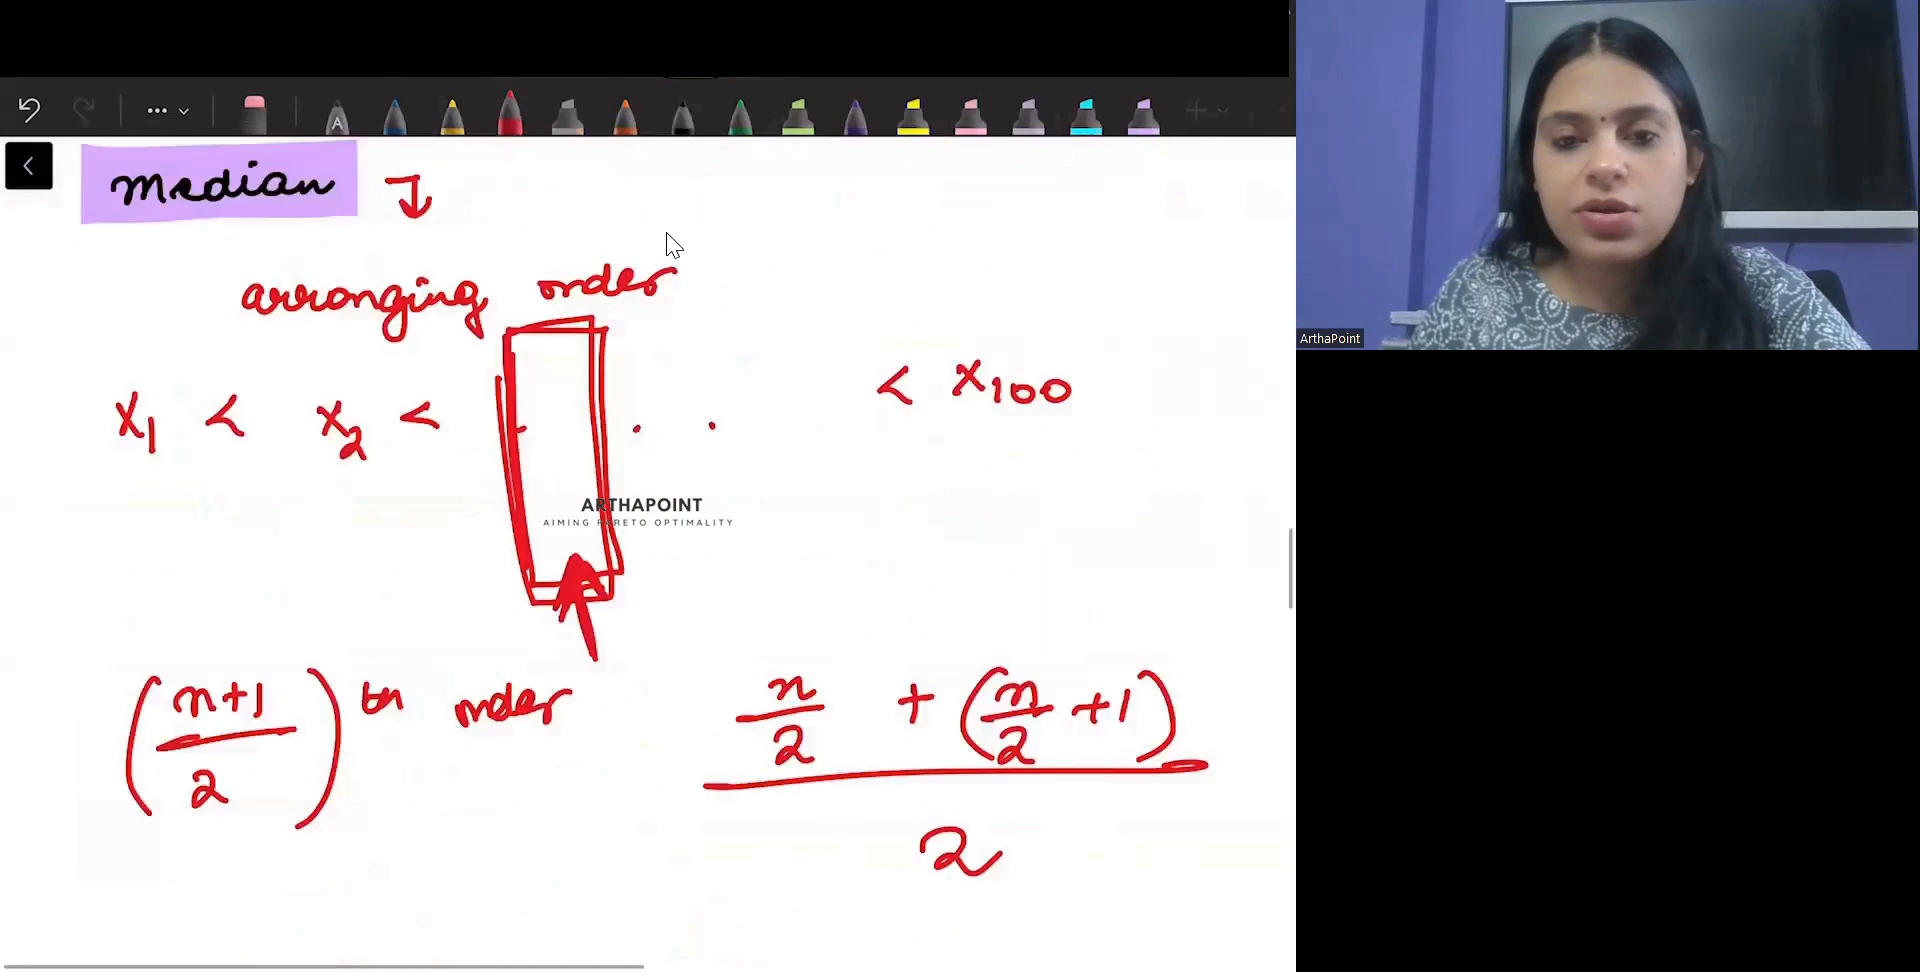 median
arranging order
x1 < x2 < . . . < x100
ARTHAPOINT
AIMING PARETO OPTIMALITY
(n+1/2)th order
n/2 + (n/2 + 1)
2
A
ArthaPoint